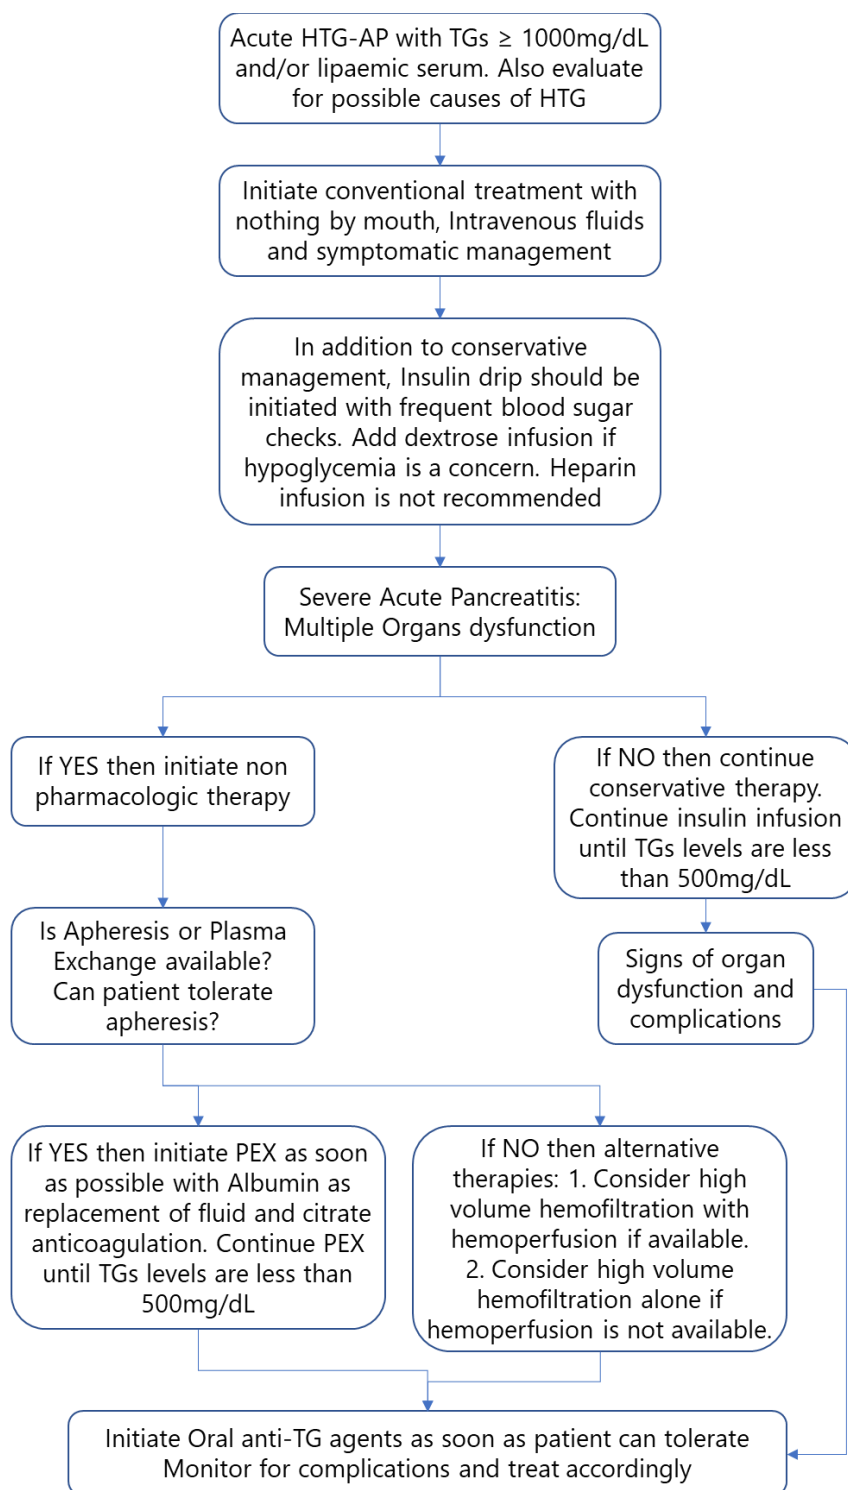 Acute HTG-AP with TGs ≥ 1000mg/dL
and/or lipaemic serum. Also evaluate
for possible causes of HTG
Initiate conventional treatment with
nothing by mouth, Intravenous fluids
and symptomatic management
In addition to conservative
management, Insulin drip should be
initiated with frequent blood sugar
checks. Add dextrose infusion if
hypoglycemia is a concern. Heparin
infusion is not recommended
Severe Acute Pancreatitis:
Multiple Organs dysfunction
If YES then initiate non
pharmacologic therapy
If NO then continue
conservative therapy.
Continue insulin infusion
until TGs levels are less
than 500mg/dL
Is Apheresis or Plasma
Exchange available?
Can patient tolerate
apheresis?
Signs of organ
dysfunction and
complications
If YES then initiate PEX as soon
as possible with Albumin as
replacement of fluid and citrate
anticoagulation. Continue PEX
until TGs levels are less than
500mg/dL
If NO then alternative
therapies: 1. Consider high
volume hemofiltration with
hemoperfusion if available.
2. Consider high volume
hemofiltration alone if
hemoperfusion is not available.
Initiate Oral anti-TG agents as soon as patient can tolerate
Monitor for complications and treat accordingly